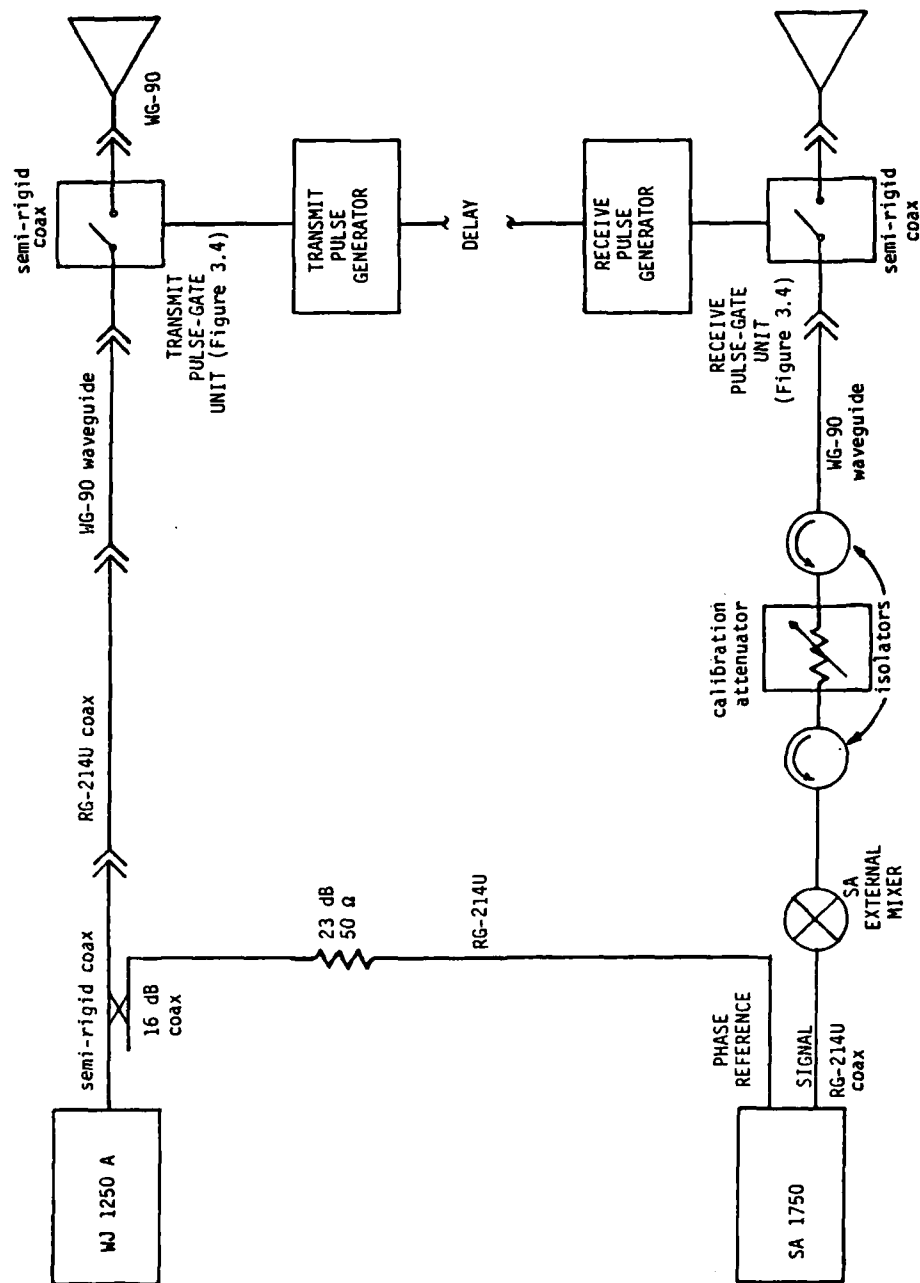 WJ 1250 A
semi-rigid coax
16 dB
coax
RG-214U coax
WG-90 waveguide
semi-rigid
coax
WG-90
TRANSMIT
PULSE-GATE
UNIT (Figure 3.4)
TRANSMIT
PULSE
GENERATOR
DELAY
RECEIVE
PULSE
GENERATOR
RECEIVE
PULSE-GATE
UNIT
(Figure 3.4)
semi-rigid
coax
23 dB
50 Ω
RG-214U
PHASE
REFERENCE
SA 1750
SIGNAL
RG-214U
coax
SA
EXTERNAL
MIXER
calibration
attenuator
isolators
WG-90
waveguide